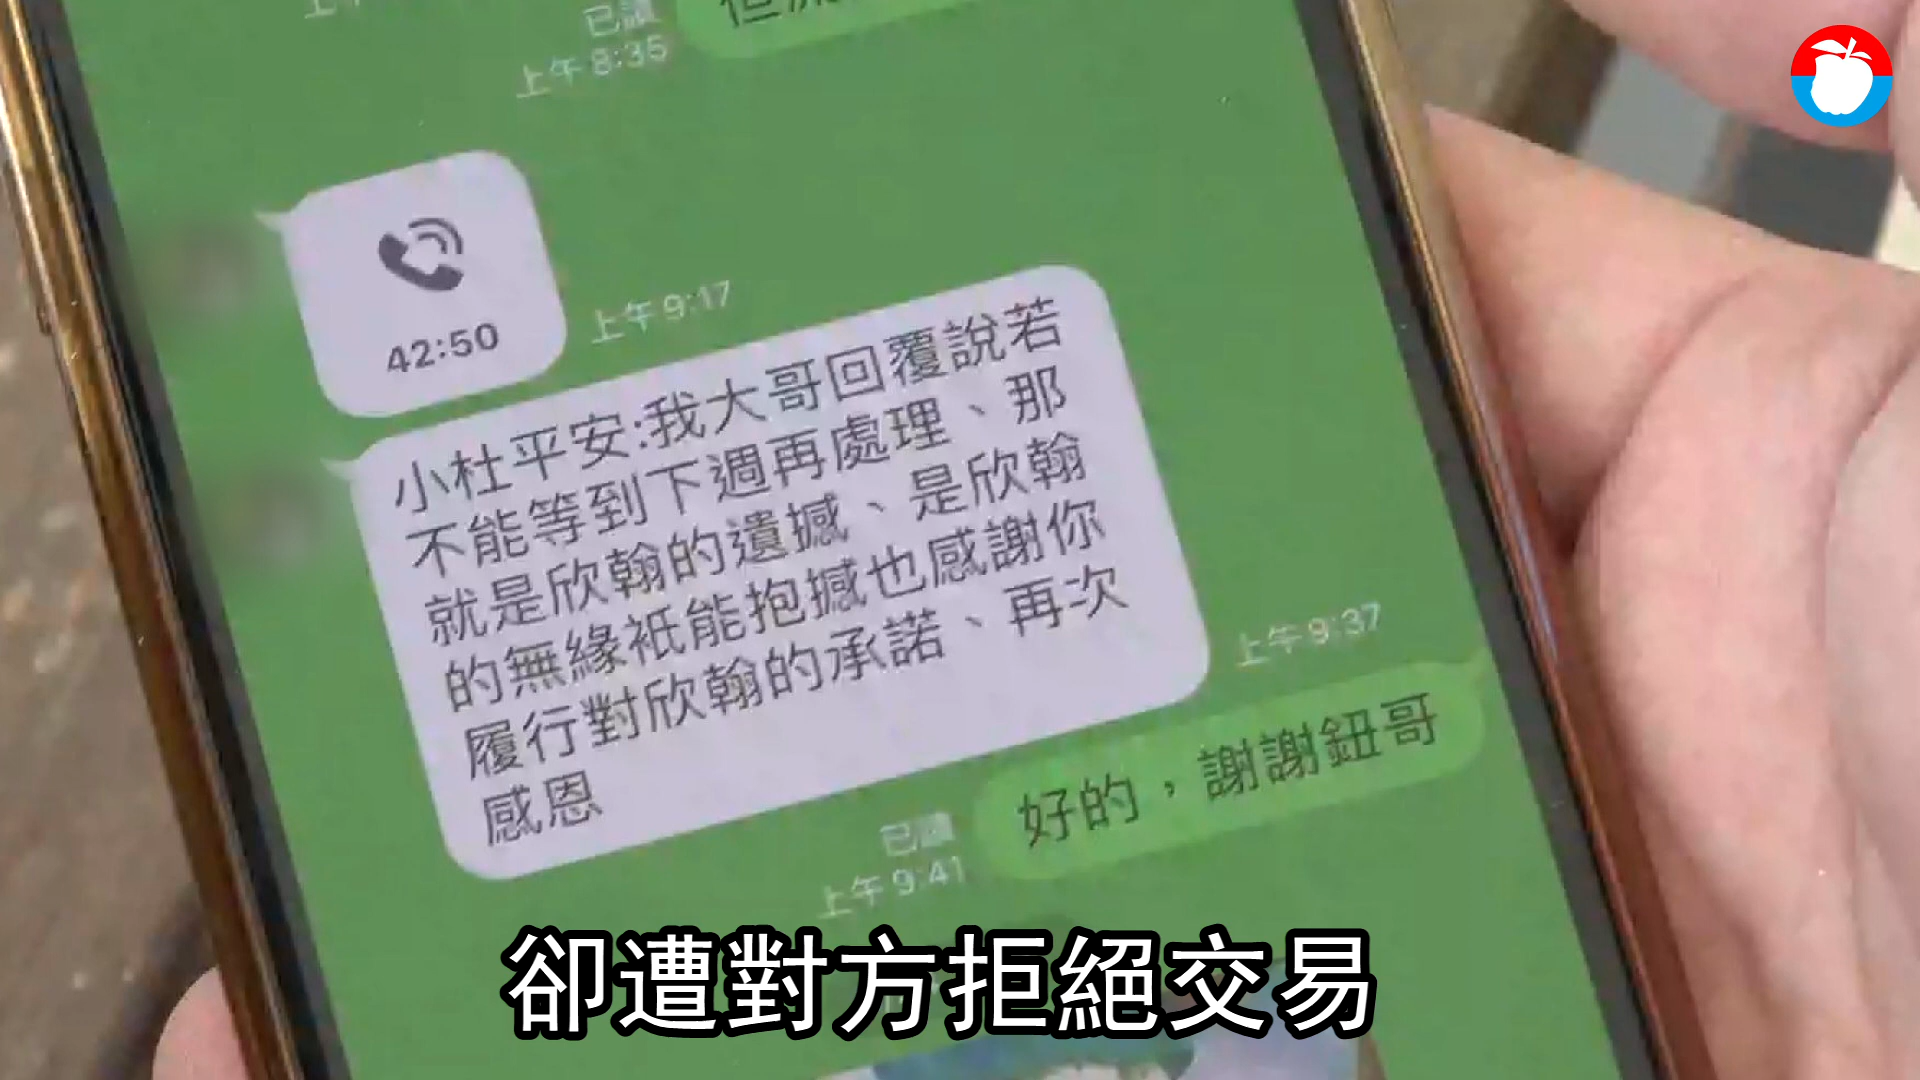 已讀
上午 8:35
42:50
上午 9:17
小杜平安:我大哥回覆說若
不能等到下週再處理、那
就是欣翰的遺撼、是欣翰
的無緣衹能抱撼也感謝你
履行對欣翰的承諾、再次
感恩
上午 9:37
好的，謝謝鈕哥
已讀
上午 9:41
卻遭對方拒絕交易